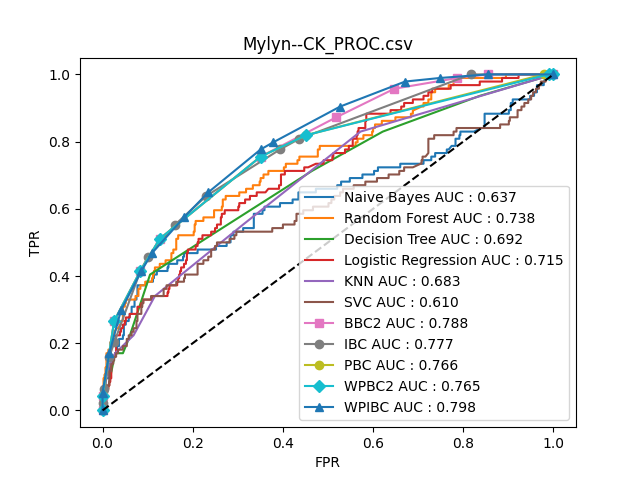 Mylyn--CK_PROC.csv
1.0
0.8
0.6
0.4
0.2
0.0
TPR
Naive Bayes AUC : 0.637
Random Forest AUC : 0.738
Decision Tree AUC : 0.692
Logistic Regression AUC : 0.715
KNN AUC : 0.683
SVC AUC : 0.610
BBC2 AUC : 0.788
IBC AUC : 0.777
PBC AUC : 0.766
WPBC2 AUC : 0.765
WPIBC AUC : 0.798
0.0 0.2 0.4 0.6 0.8 1.0
FPR